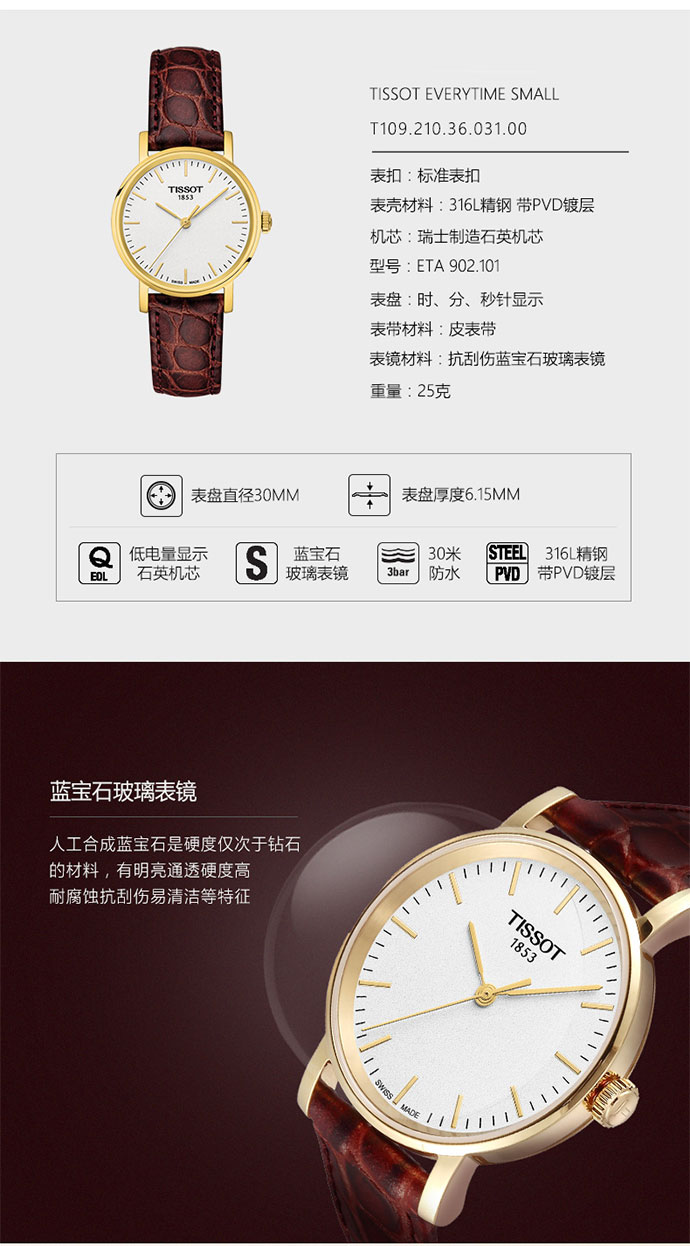 TISSOT EVERYTIME SMALL
T109.210.36.031.00
表扣：标准表扣
表壳材料：316L精钢 带PVD镀层
机芯：瑞士制造石英机芯
型号：ETA 902.101
表盘：时、分、秒针显示
表带材料：皮表带
表镜材料：抗刮伤蓝宝石玻璃表镜
重量：25克
TISSOT
1853
SWISS MADE
表盘直径30MM
表盘厚度6.15MM
Q
EOL
低电量显示
石英机芯
S
蓝宝石
玻璃表镜
3bar
30米
防水
STEEL
PVD
316L精钢
带PVD镀层
蓝宝石玻璃表镜
人工合成蓝宝石是硬度仅次于钻石
的材料，有明亮通透硬度高
耐腐蚀抗刮伤易清洁等特征
TISSOT
1853
SWISS MADE